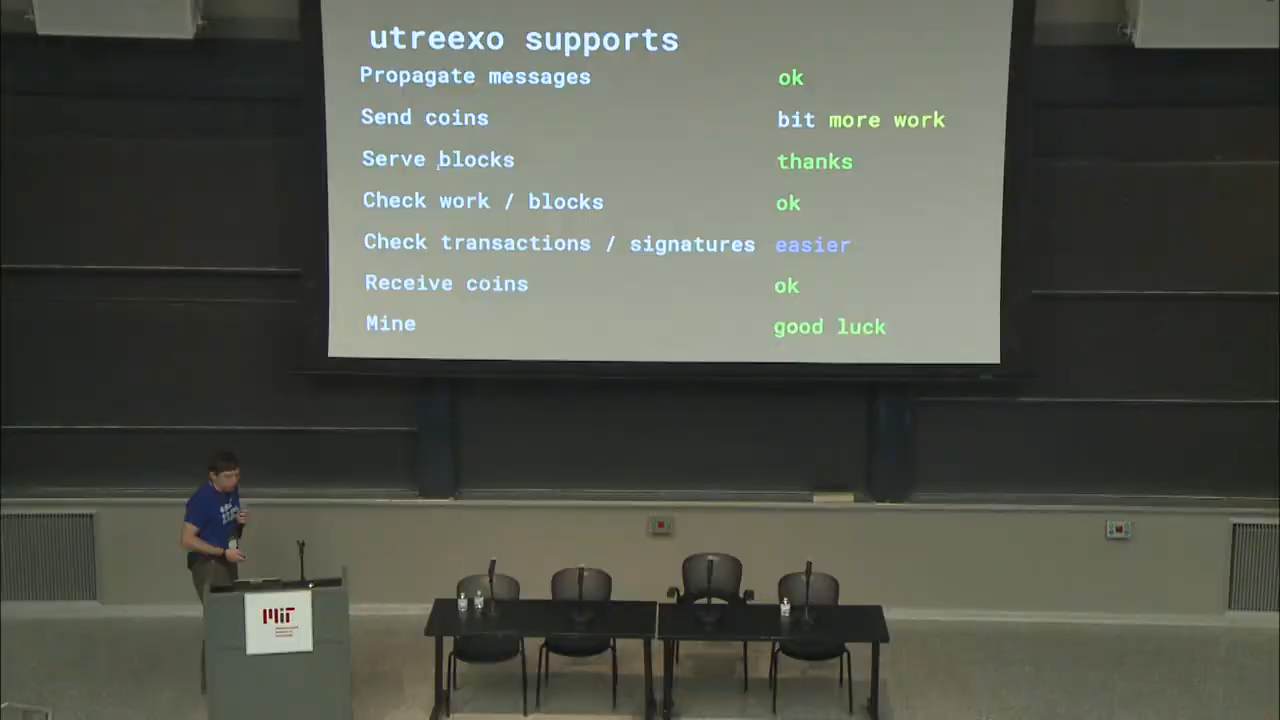 utreexo supports
Propagate messages ok
Send coins bit more work
Serve blocks thanks
Check work / blocks ok
Check transactions / signatures easier
Receive coins ok
Mine good luck
MIT